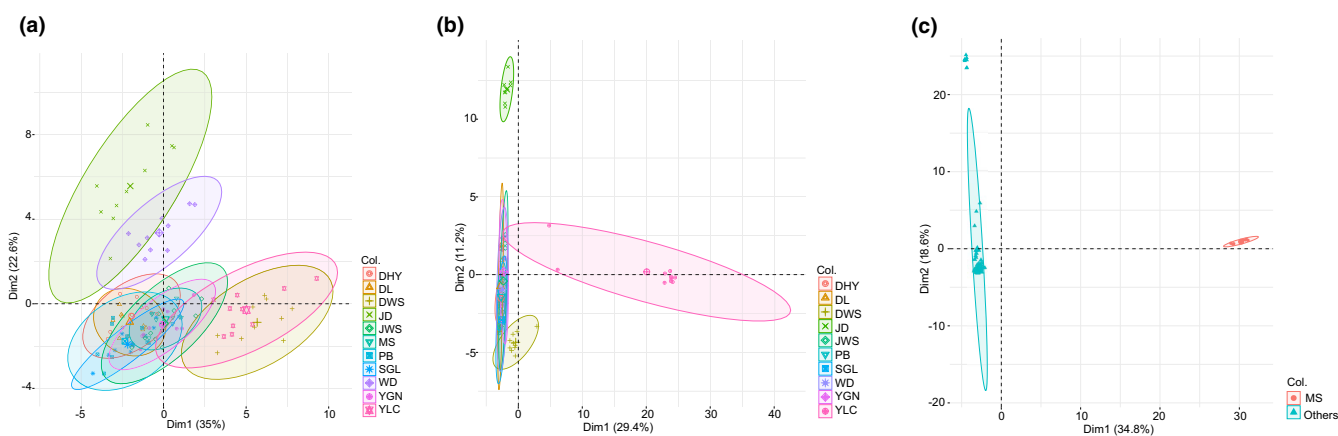 (a)
8
4
0
-4
-5
0
5
10
Dim1 (35%)
Dim2 (22.6%)
DHY
DL
DWS
JD
JWS
MS
PB
SGL
WD
YGN
YLC
(b)
10
5
0
-5
0
10
20
30
40
Dim1 (29.4%)
Dim2 (11.2%)
Col.
DHY
DL
DWS
JD
JWS
PB
SGL
WD
YGN
YLC
(c)
20
10
0
-10
-20
0
10
20
30
Dim1 (34.8%)
Dim2 (18.6%)
Col.
MS
Others